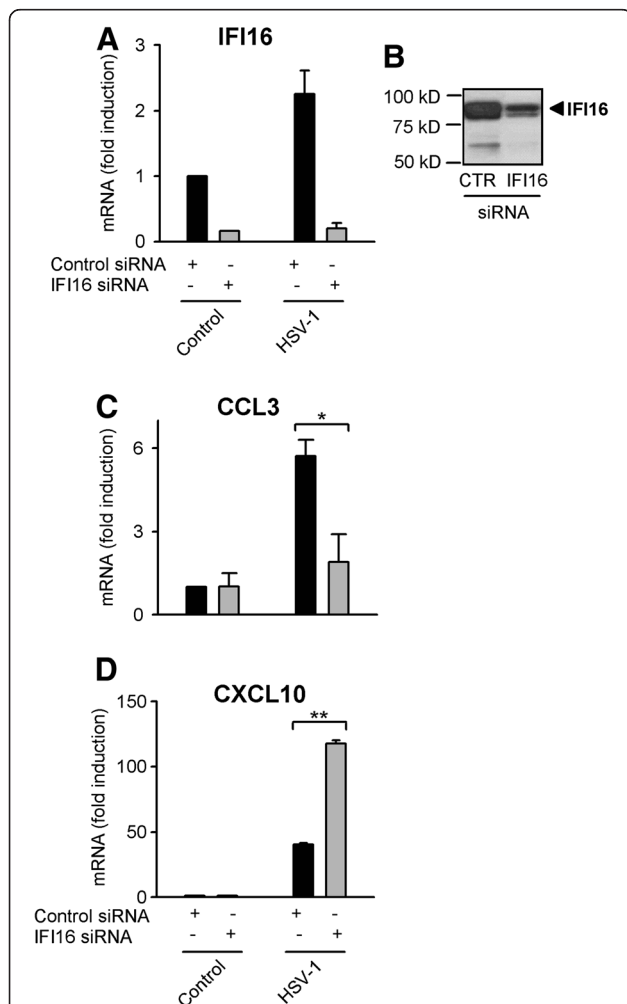 A
IFI16
mRNA (fold induction)
3
2
1
0
Control siRNA + - + -
IFI16 siRNA - + - +
Control HSV-1
B
100 kD
75 kD
50 kD
IFI16
CTR IFI16
siRNA
C
CCL3
mRNA (fold induction)
6
3
0
*
D
CXCL10
mRNA (fold induction)
150
100
50
0
**
Control siRNA + - + -
IFI16 siRNA - + - +
Control HSV-1